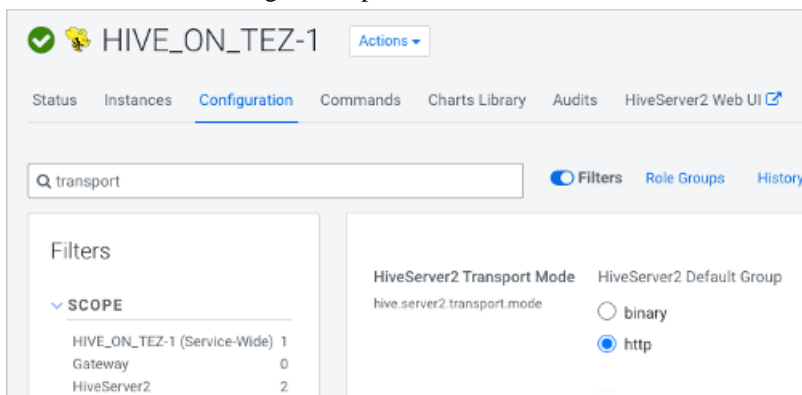 HIVE_ON_TEZ-1 Actions
Status Instances Configuration Commands Charts Library Audits HiveServer2 Web UI
transport
Filters Role Groups History
Filters
SCOPE
HIVE_ON_TEZ-1 (Service-Wide) 1
Gateway 0
HiveServer2 2
HiveServer2 Transport Mode HiveServer2 Default Group
hive.server2.transport.mode
binary
http